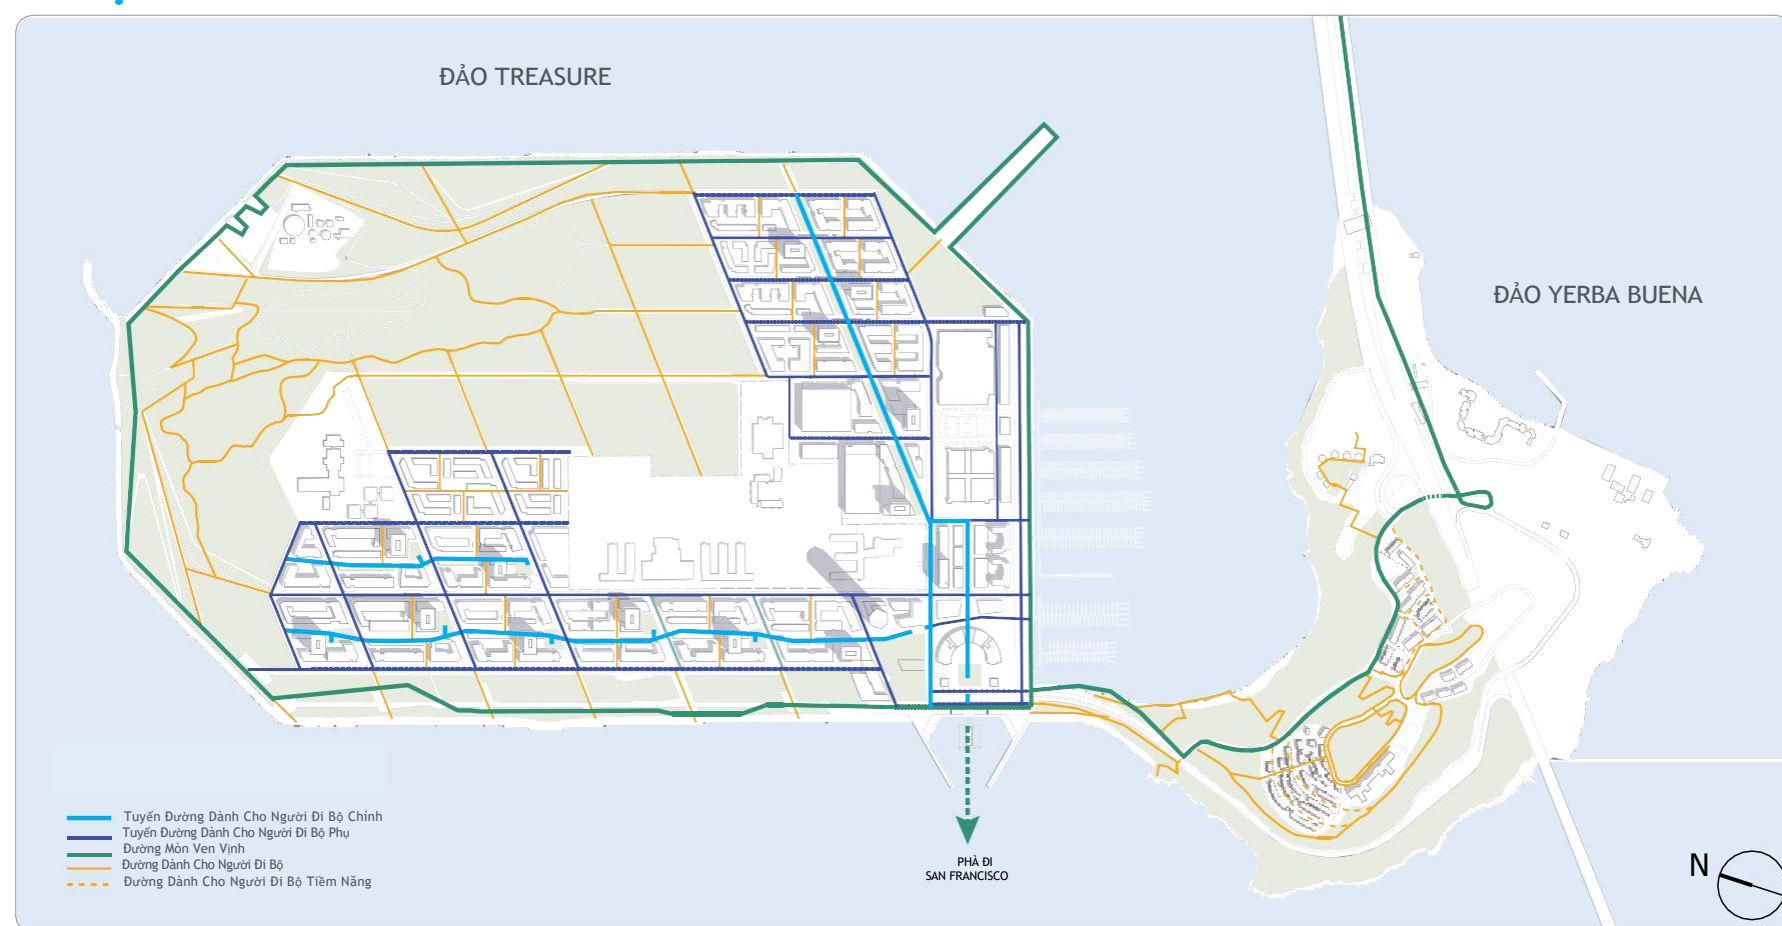 ĐẢO TREASURE
ĐẢO YERBA BUENA
Tuyến Đường Dành Cho Người Đi Bộ Chính
Tuyến Đường Dành Cho Người Đi Bộ Phụ
Đường Mòn Ven Vịnh
Đường Dành Cho Người Đi Bộ
Đường Dành Cho Người Đi Bộ Tiềm Năng
PHÀ ĐI
SAN FRANCISCO
N